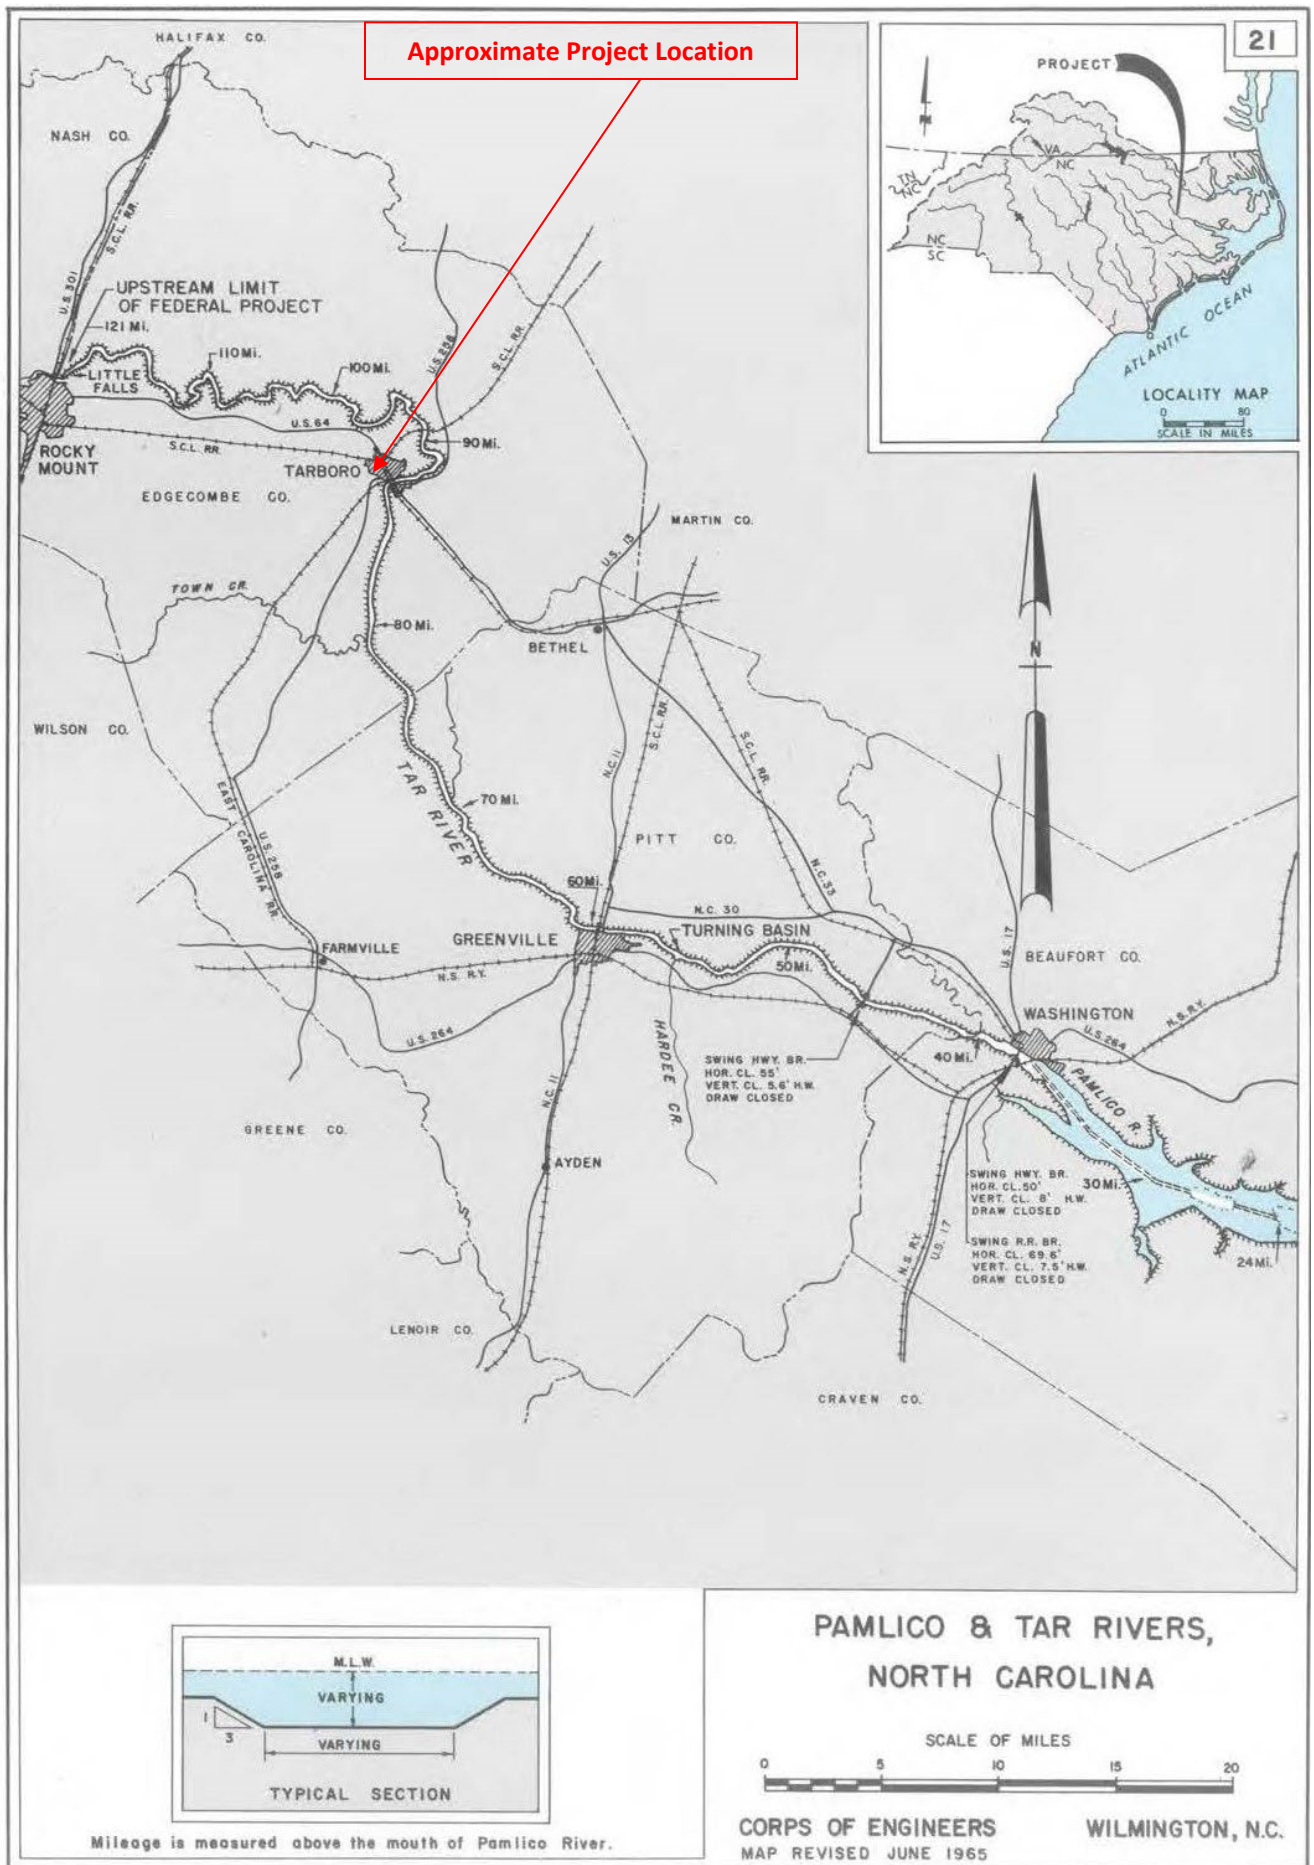 Approximate Project Location
21
HALIFAX CO.
NASH CO.
U.S. 301
S.C.L. RR.
UPSTREAM LIMIT
OF FEDERAL PROJECT
121 Mi.
LITTLE
FALLS
110 Mi.
100 Mi.
U.S. 258
S.C.L. RR.
U.S. 64
90 Mi.
S.C.L. RR.
ROCKY
MOUNT
TARBORO
EDGECOMBE CO.
PROJECT
VA
NC
TN
NC
NC
SC
ATLANTIC OCEAN
LOCALITY MAP
0 80
SCALE IN MILES
MARTIN CO.
U.S. 13
TOWN CR.
80 Mi.
BETHEL
N
WILSON CO.
TAR RIVER
N.C. 11
S.C.L. RR.
S.C.L. RR.
EAST CAROLINA RR.
U.S. 258
70 Mi.
PITT CO.
N.C. 33
60 Mi.
N.C. 30
GREENVILLE
TURNING BASIN
FARMVILLE
N.S. RY.
50 Mi.
U.S. 17
BEAUFORT CO.
WASHINGTON
U.S. 264
N.S. RY.
U.S. 264
HARDEE CR.
SWING HWY. BR.
HOR. CL. 55'
VERT. CL. 5.6' H.W.
DRAW CLOSED
40 Mi.
PAMLICO R.
N.C. 11
GREENE CO.
AYDEN
SWING HWY. BR.
HOR. CL. 50'
VERT. CL. 8' H.W.
DRAW CLOSED
30 Mi.
SWING R.R. BR.
HOR. CL. 69.6'
VERT. CL. 7.5' H.W.
DRAW CLOSED
24 Mi.
N.S. RY.
U.S. 17
LENOIR CO.
CRAVEN CO.
M.L.W.
VARYING
1
3
VARYING
TYPICAL SECTION
Mileage is measured above the mouth of Pamlico River.
PAMLICO & TAR RIVERS,
NORTH CAROLINA
SCALE OF MILES
0 5 10 15 20
CORPS OF ENGINEERS WILMINGTON, N.C.
MAP REVISED JUNE 1965